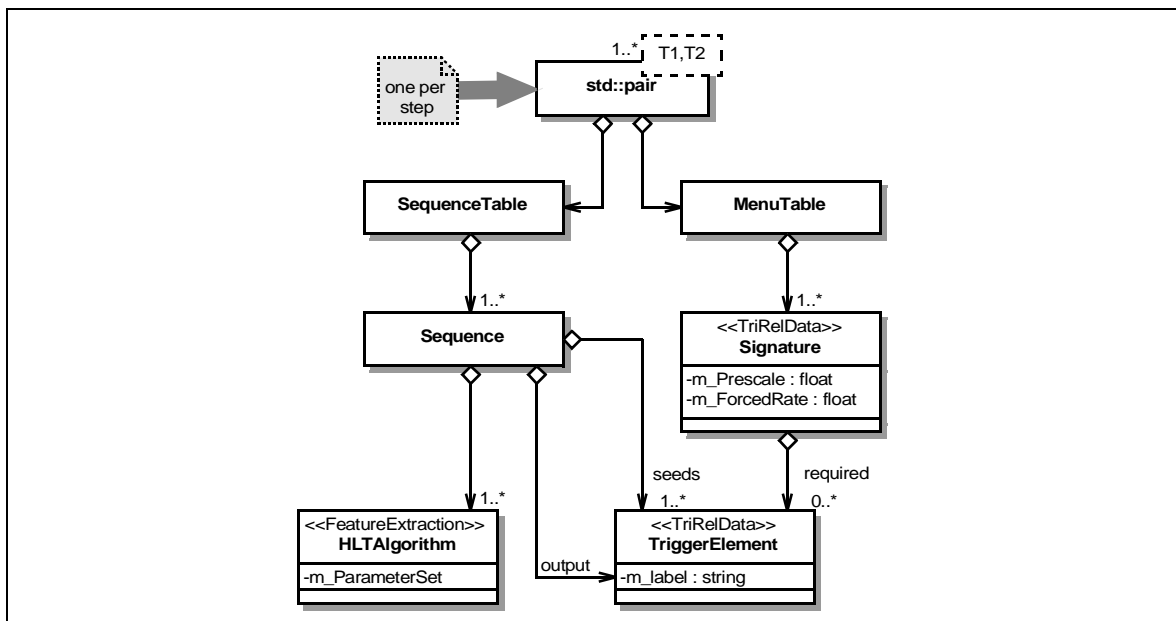 1..*
T1,T2
one per
step
std::pair
SequenceTable
MenuTable
1..*
1..*
Sequence
<<TriRelData>>
Signature
-m_Prescale : float
-m_ForcedRate : float
seeds
required
1..*
1..*
0..*
<<FeatureExtraction>>
HLTAlgorithm
-m_ParameterSet
output
<<TriRelData>>
TriggerElement
-m_label : string